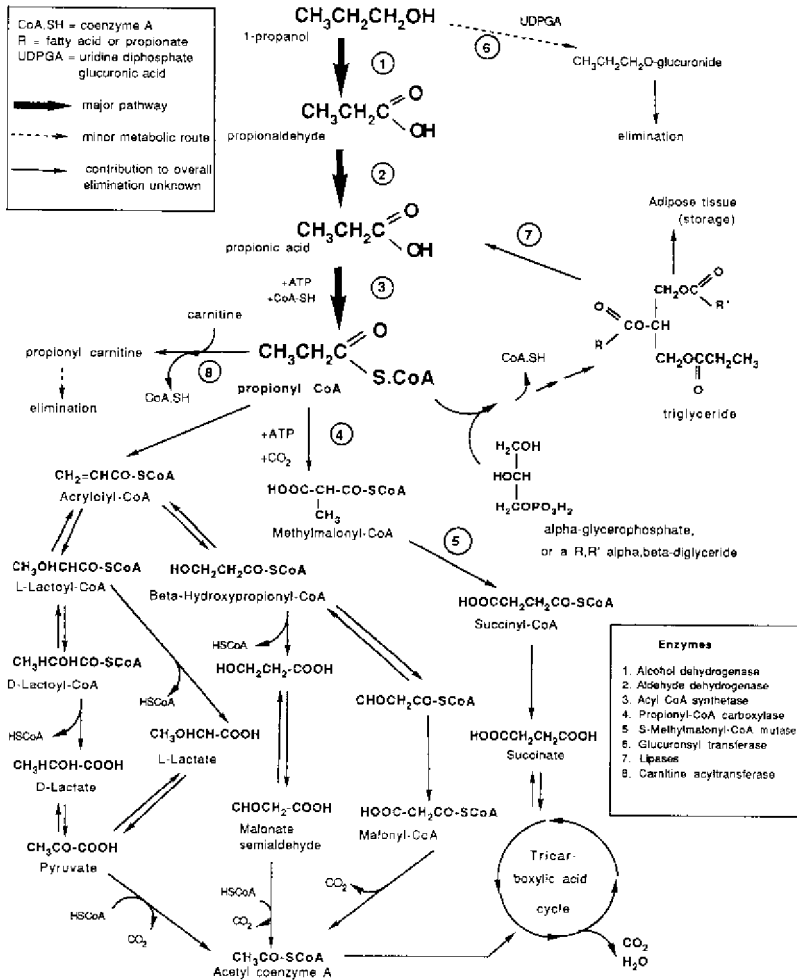 CoA.SH = coenzyme A
R = fatty acid or propionate
UDPGA = uridine diphosphate
glucuronic acid
major pathway
minor metabolic route
contribution to overall
elimination unknown
CH₃CH₂CH₂OH
1-propanol
UDPGA
6
CH₃CH₂CH₂O-glucuronide
elimination
1
CH₃CH₂C
O
OH
propionaldehyde
2
CH₃CH₂C
O
OH
propionic acid
7
Adipose tissue
(storage)
O
CH₂OC
R'
O
CO-CH
R
CH₂OCCH₂CH₃
O
triglyceride
+ATP
+CoA-SH
3
carnitine
propionyl carnitine
elimination
8
CoA.SH
CH₃CH₂C
O
S.CoA
propionyl CoA
CoA.SH
H₂COH
HOCH
H₂COPO₃H₂
alpha-glycerophosphate,
or a R,R' alpha,beta-diglyceride
+ATP
+CO₂
4
CH₂=CHCO-SCoA
Acryloiyl-CoA
HOOC-CH-CO-SCoA
CH₃
Methylmalonyl-CoA
5
CH₃OHCHCO-SCoA
L-Lactoyl-CoA
HOCH₂CH₂CO-SCoA
Beta-Hydroxypropionyl-CoA
HOOCCH₂CH₂CO-SCoA
Succinyl-CoA
HSCoA
HOCH₂CH₂-COOH
CH₃HCOHCO-SCoA
D-Lactoyl-CoA
HSCoA
HSCoA
CH₃OHCH-COOH
L-Lactate
CHOCH₂CO-SCoA
HOOCCH₂CH₂COOH
Succinate
CH₃HCOH-COOH
D-Lactate
CHOCH₂-COOH
Malonate
semialdehyde
HOOC-CH₂CO-SCoA
Malonyl-CoA
CH₃CO-COOH
Pyruvate
HSCoA
CO₂
HSCoA
CO₂
CO₂
CH₃CO-SCoA
Acetyl coenzyme A
Tricar-
boxylic acid
cycle
CO₂
H₂O
Enzymes
1. Alcohol dehydrogenase
2. Aldehyde dehydrogenase
3. Acyl CoA synthetase
4. Propionyl-CoA carboxylase
5. S-Methylmalonyl-CoA mutase
6. Glucuronsyl transferase
7. Lipases
8. Carnitine acyltransferase